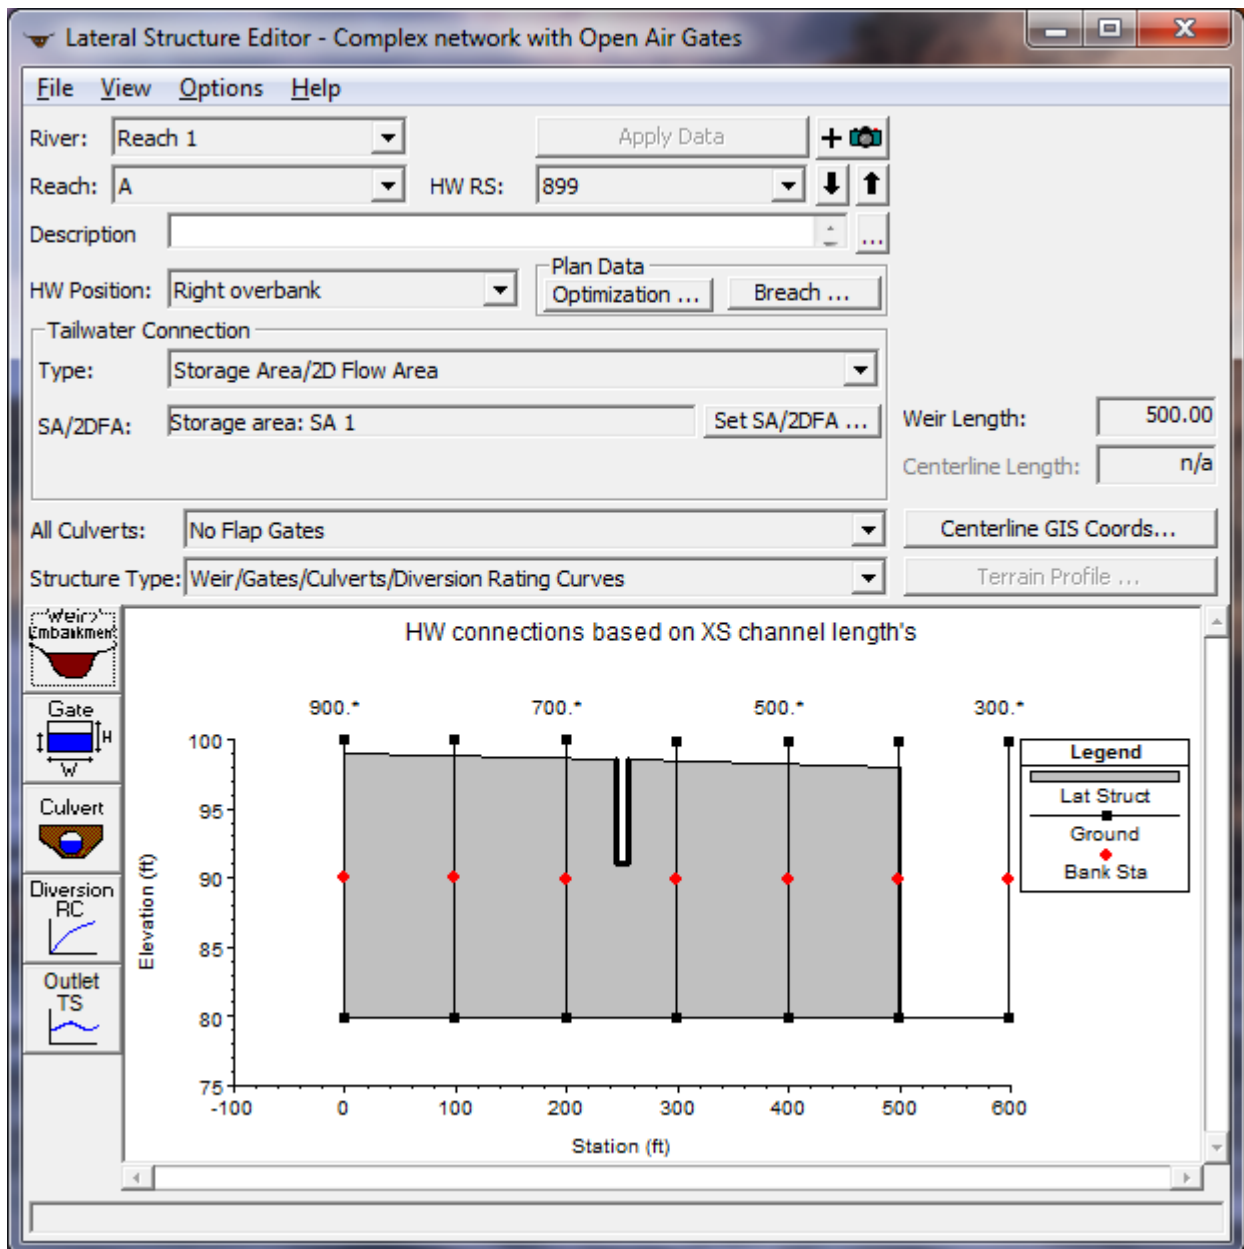 Lateral Structure Editor - Complex network with Open Air Gates
File View Options Help
River: Reach 1 Apply Data +
Reach: A HW RS: 899
Description ...
HW Position: Right overbank
Plan Data
Optimization ... Breach ...
Tailwater Connection
Type: Storage Area/2D Flow Area
SA/2DFA: Storage area: SA 1 Set SA/2DFA ...
Weir Length: 500.00
Centerline Length: n/a
All Culverts: No Flap Gates Centerline GIS Coords...
Structure Type: Weir/Gates/Culverts/Diversion Rating Curves Terrain Profile ...
Weir/
Embankment
Gate
H
W
Culvert
Diversion
RC
Outlet
TS
HW connections based on XS channel length's
900.* 700.* 500.* 300.*
100
95
90
85
80
75
Elevation (ft)
-100 0 100 200 300 400 500 600
Station (ft)
Legend
Lat Struct
Ground
Bank Sta